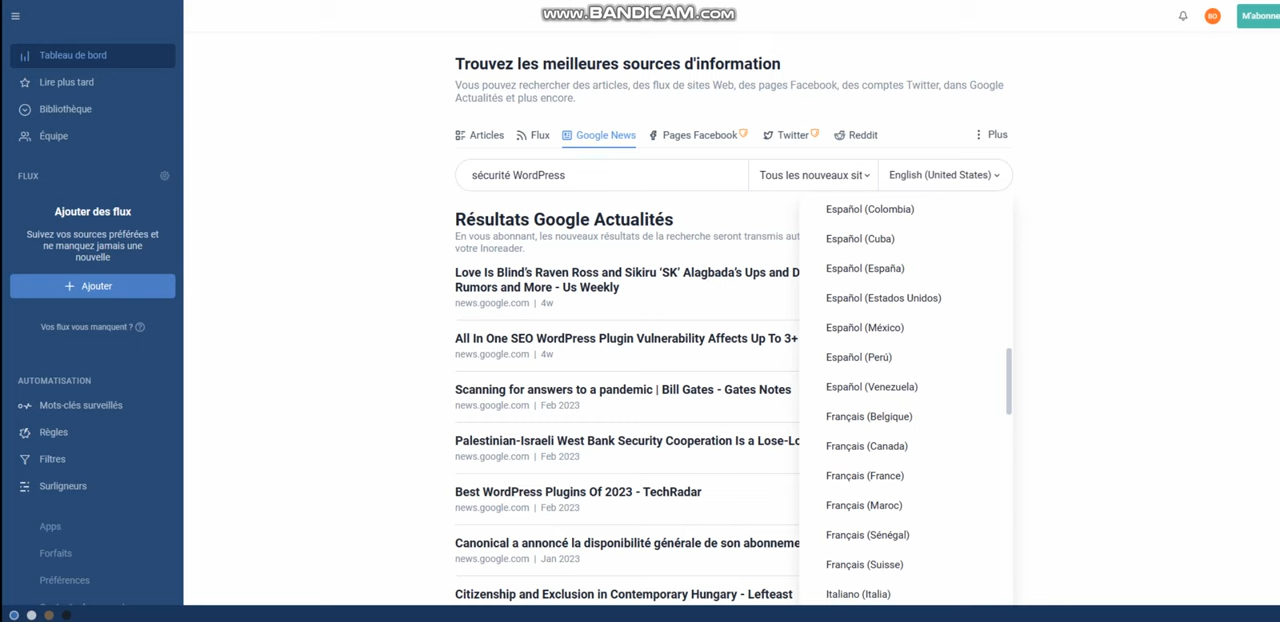 www.BANDICAM.com
BO
M'abonne
Tableau de bord
Lire plus tard
Bibliothèque
Équipe
FLUX
Ajouter des flux
Suivez vos sources préférées et
ne manquez jamais une
nouvelle
+ Ajouter
Vos flux vous manquent ?
AUTOMATISATION
Mots-clés surveillés
Règles
Filtres
Surligneurs
Apps
Forfaits
Préférences
Trouvez les meilleures sources d'information
Vous pouvez rechercher des articles, des flux de sites Web, des pages Facebook, des comptes Twitter, dans Google
Actualités et plus encore.
Articles Flux Google News Pages Facebook Twitter Reddit Plus
sécurité WordPress Tous les nouveaux sit English (United States)
Résultats Google Actualités
En vous abonnant, les nouveaux résultats de la recherche seront transmis aut
votre Inoreader.
Love Is Blind's Raven Ross and Sikiru 'SK' Alagbada's Ups and D
Rumors and More - Us Weekly
news.google.com | 4w
All In One SEO WordPress Plugin Vulnerability Affects Up To 3+
news.google.com | 4w
Scanning for answers to a pandemic | Bill Gates - Gates Notes
news.google.com | Feb 2023
Palestinian-Israeli West Bank Security Cooperation Is a Lose-Lo
news.google.com | Feb 2023
Best WordPress Plugins Of 2023 - TechRadar
news.google.com | Feb 2023
Canonical a annoncé la disponibilité générale de son abonneme
news.google.com | Jan 2023
Citizenship and Exclusion in Contemporary Hungary - Lefteast
Español (Colombia)
Español (Cuba)
Español (España)
Español (Estados Unidos)
Español (México)
Español (Perú)
Español (Venezuela)
Français (Belgique)
Français (Canada)
Français (France)
Français (Maroc)
Français (Sénégal)
Français (Suisse)
Italiano (Italia)